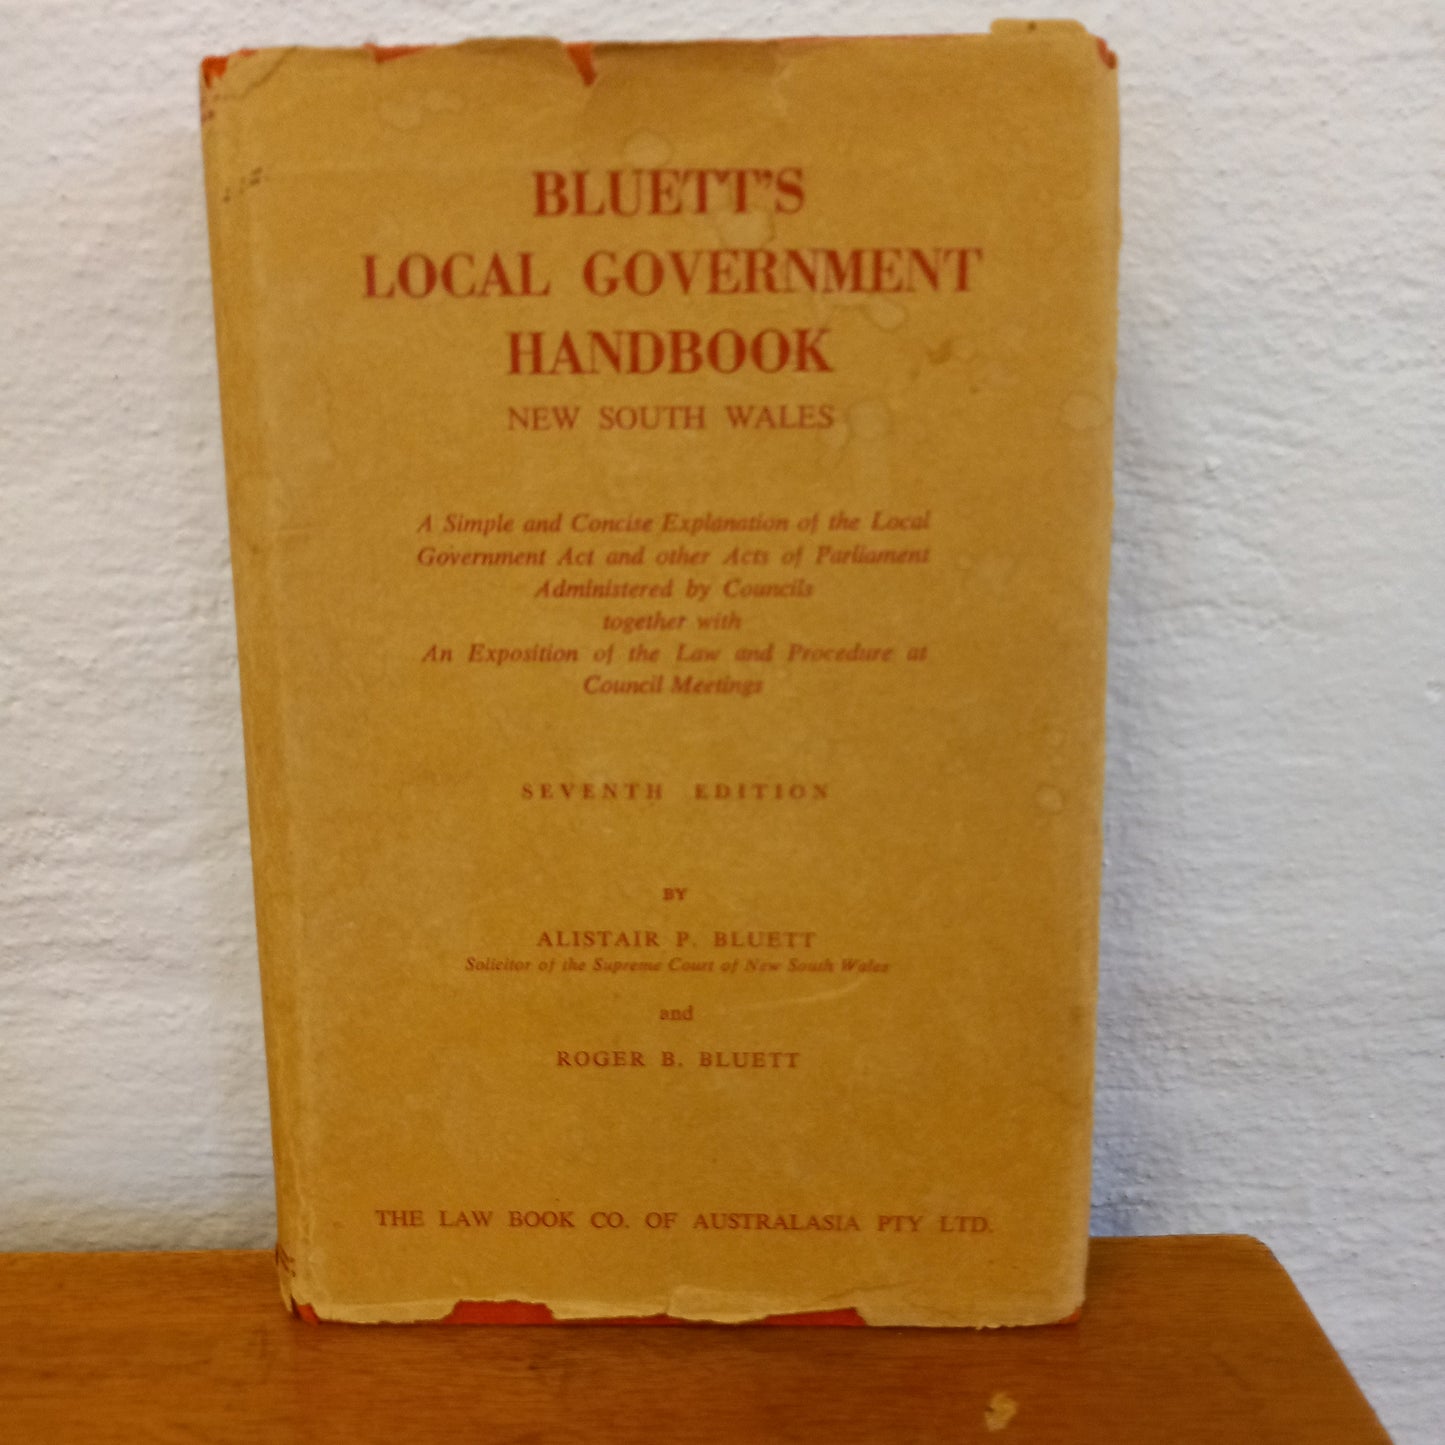 BLUETT'S
LOCAL GOVERNMENT
HANDBOOK
NEW SOUTH WALES
A Simple and Concise Explanation of the Local
Government Act and other Acts of Parliament
Administered by Councils
together with
An Exposition of the Law and Procedure at
Council Meetings
SEVENTH EDITION
BY
ALISTAIR P. BLUETT
Solicitor of the Supreme Court of New South Wales
and
ROGER B. BLUETT
THE LAW BOOK CO. OF AUSTRALASIA PTY LTD.